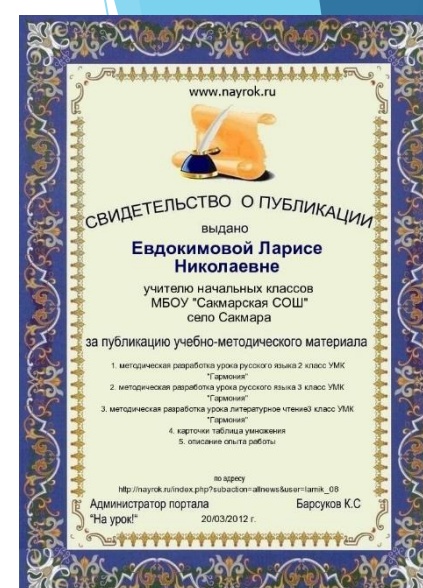 www.nayrok.ru
СВИДЕТЕЛЬСТВО О ПУБЛИКАЦИИ
выдано
Евдокимовой Ларисе
Николаевне
учителю начальных классов
МБОУ "Сакмарская СОШ"
село Сакмара
за публикацию учебно-методического материала
1. методическая разработка урока русского языка 2 класс УМК
"Гармония"
2. методическая разработка урока русского языка 3 класс УМК
"Гармония"
3. методическая разработка урока литературное чтение3 класс УМК
"Гармония"
4. карточки таблица умножения
5. описание опыта работы
по адресу
http://nayrok.ru/index.php?subaction=allnews&user=larnik_08
Администратор портала Барсуков К.С
"На урок!" 20/03/2012 г.